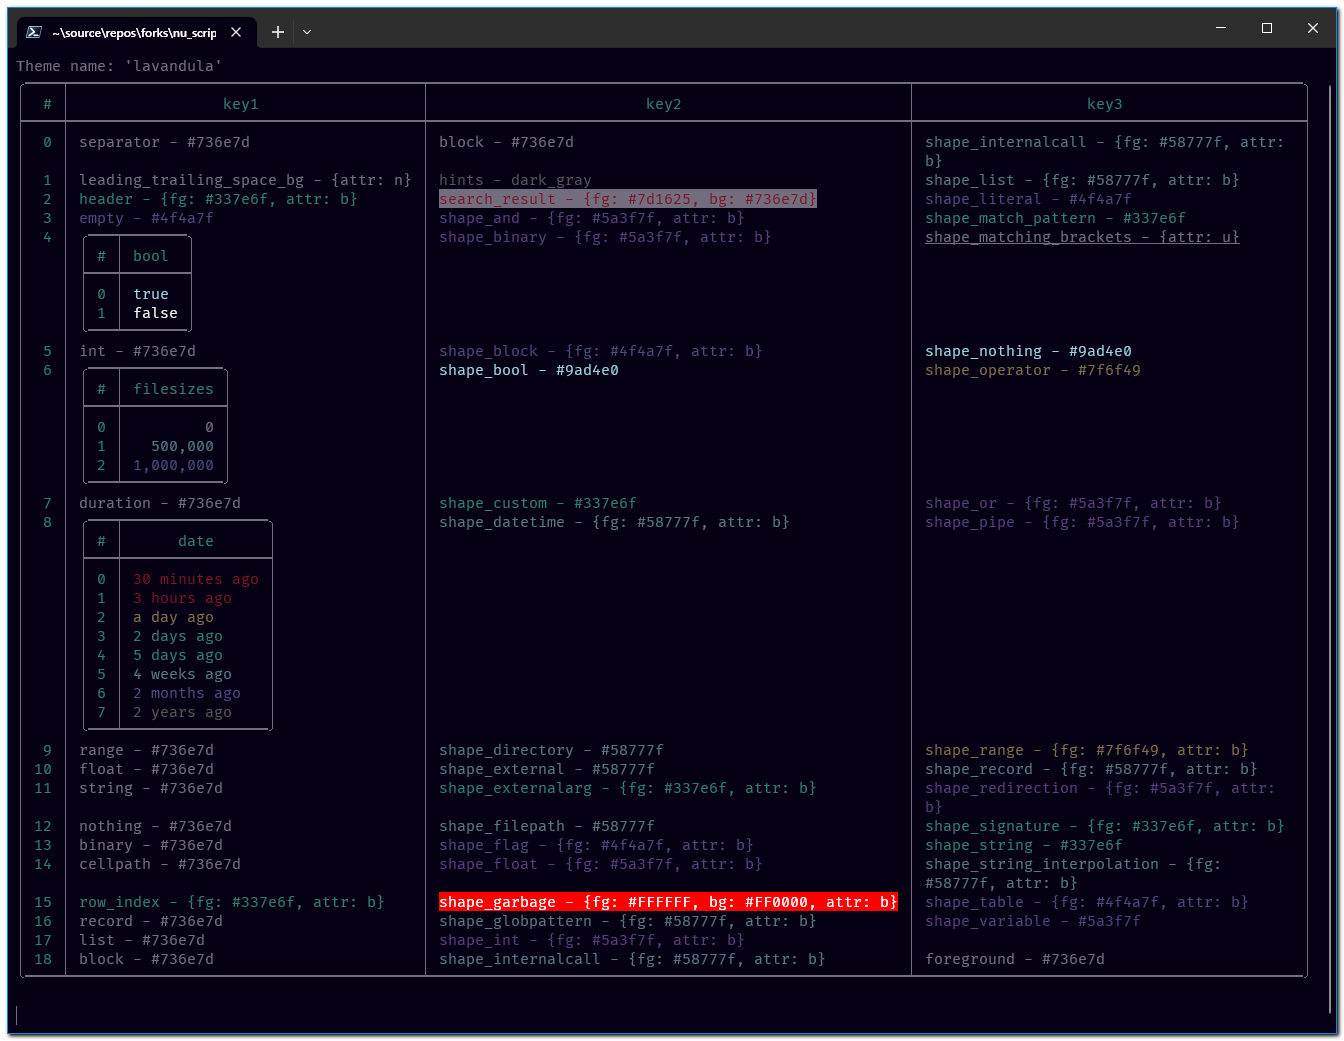 ~\source\repos\forks\nu_scrip
Theme name: 'lavandula'
# key1 key2 key3
0 separator - #736e7d block - #736e7d shape_internalcall - {fg: #58777f, attr:
b}
1 leading_trailing_space_bg - {attr: n} hints - dark_gray shape_list - {fg: #58777f, attr: b}
2 header - {fg: #337e6f, attr: b} search_result - {fg: #7d1625, bg: #736e7d} shape_literal - #4f4a7f
3 empty - #4f4a7f shape_and - {fg: #5a3f7f, attr: b} shape_match_pattern - #337e6f
4 shape_binary - {fg: #5a3f7f, attr: b} shape_matching_brackets - {attr: u}
# bool
0 true
1 false
5 int - #736e7d shape_block - {fg: #4f4a7f, attr: b} shape_nothing - #9ad4e0
6 shape_bool - #9ad4e0 shape_operator - #7f6f49
# filesizes
0 0
1 500,000
2 1,000,000
7 duration - #736e7d shape_custom - #337e6f shape_or - {fg: #5a3f7f, attr: b}
8 shape_datetime - {fg: #58777f, attr: b} shape_pipe - {fg: #5a3f7f, attr: b}
# date
0 30 minutes ago
1 3 hours ago
2 a day ago
3 2 days ago
4 5 days ago
5 4 weeks ago
6 2 months ago
7 2 years ago
9 range - #736e7d shape_directory - #58777f shape_range - {fg: #7f6f49, attr: b}
10 float - #736e7d shape_external - #58777f shape_record - {fg: #58777f, attr: b}
11 string - #736e7d shape_externalarg - {fg: #337e6f, attr: b} shape_redirection - {fg: #5a3f7f, attr:
b}
12 nothing - #736e7d shape_filepath - #58777f shape_signature - {fg: #337e6f, attr: b}
13 binary - #736e7d shape_flag - {fg: #4f4a7f, attr: b} shape_string - #337e6f
14 cellpath - #736e7d shape_float - {fg: #5a3f7f, attr: b} shape_string_interpolation - {fg:
#58777f, attr: b}
15 row_index - {fg: #337e6f, attr: b} shape_garbage - {fg: #FFFFFF, bg: #FF0000, attr: b} shape_table - {fg: #4f4a7f, attr: b}
16 record - #736e7d shape_globpattern - {fg: #58777f, attr: b} shape_variable - #5a3f7f
17 list - #736e7d shape_int - {fg: #5a3f7f, attr: b}
18 block - #736e7d shape_internalcall - {fg: #58777f, attr: b} foreground - #736e7d